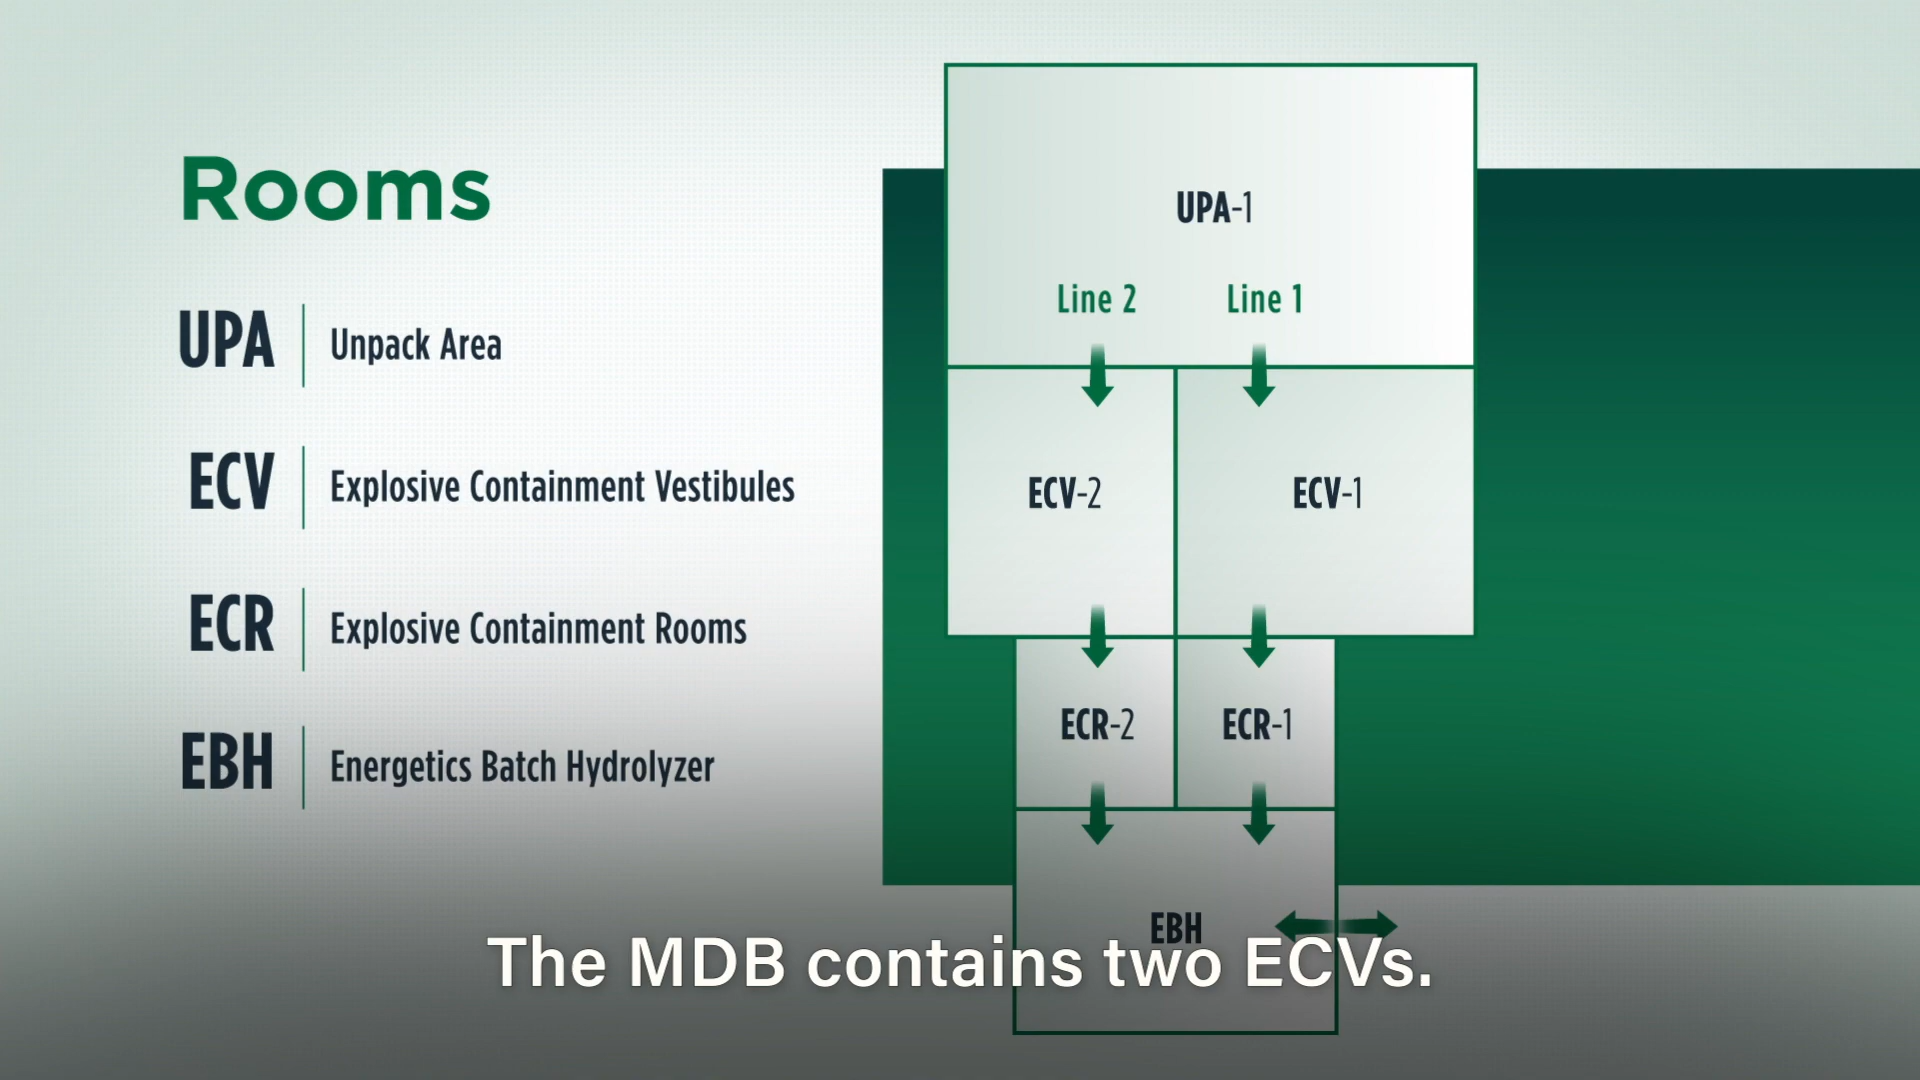 Rooms
UPA
Unpack Area
ECV
Explosive Containment Vestibules
ECR
Explosive Containment Rooms
EBH
Energetics Batch Hydrolyzer
UPA-1
Line 2
Line 1
ECV-2
ECV-1
ECR-2
ECR-1
EBH
The MDB contains two ECVs.